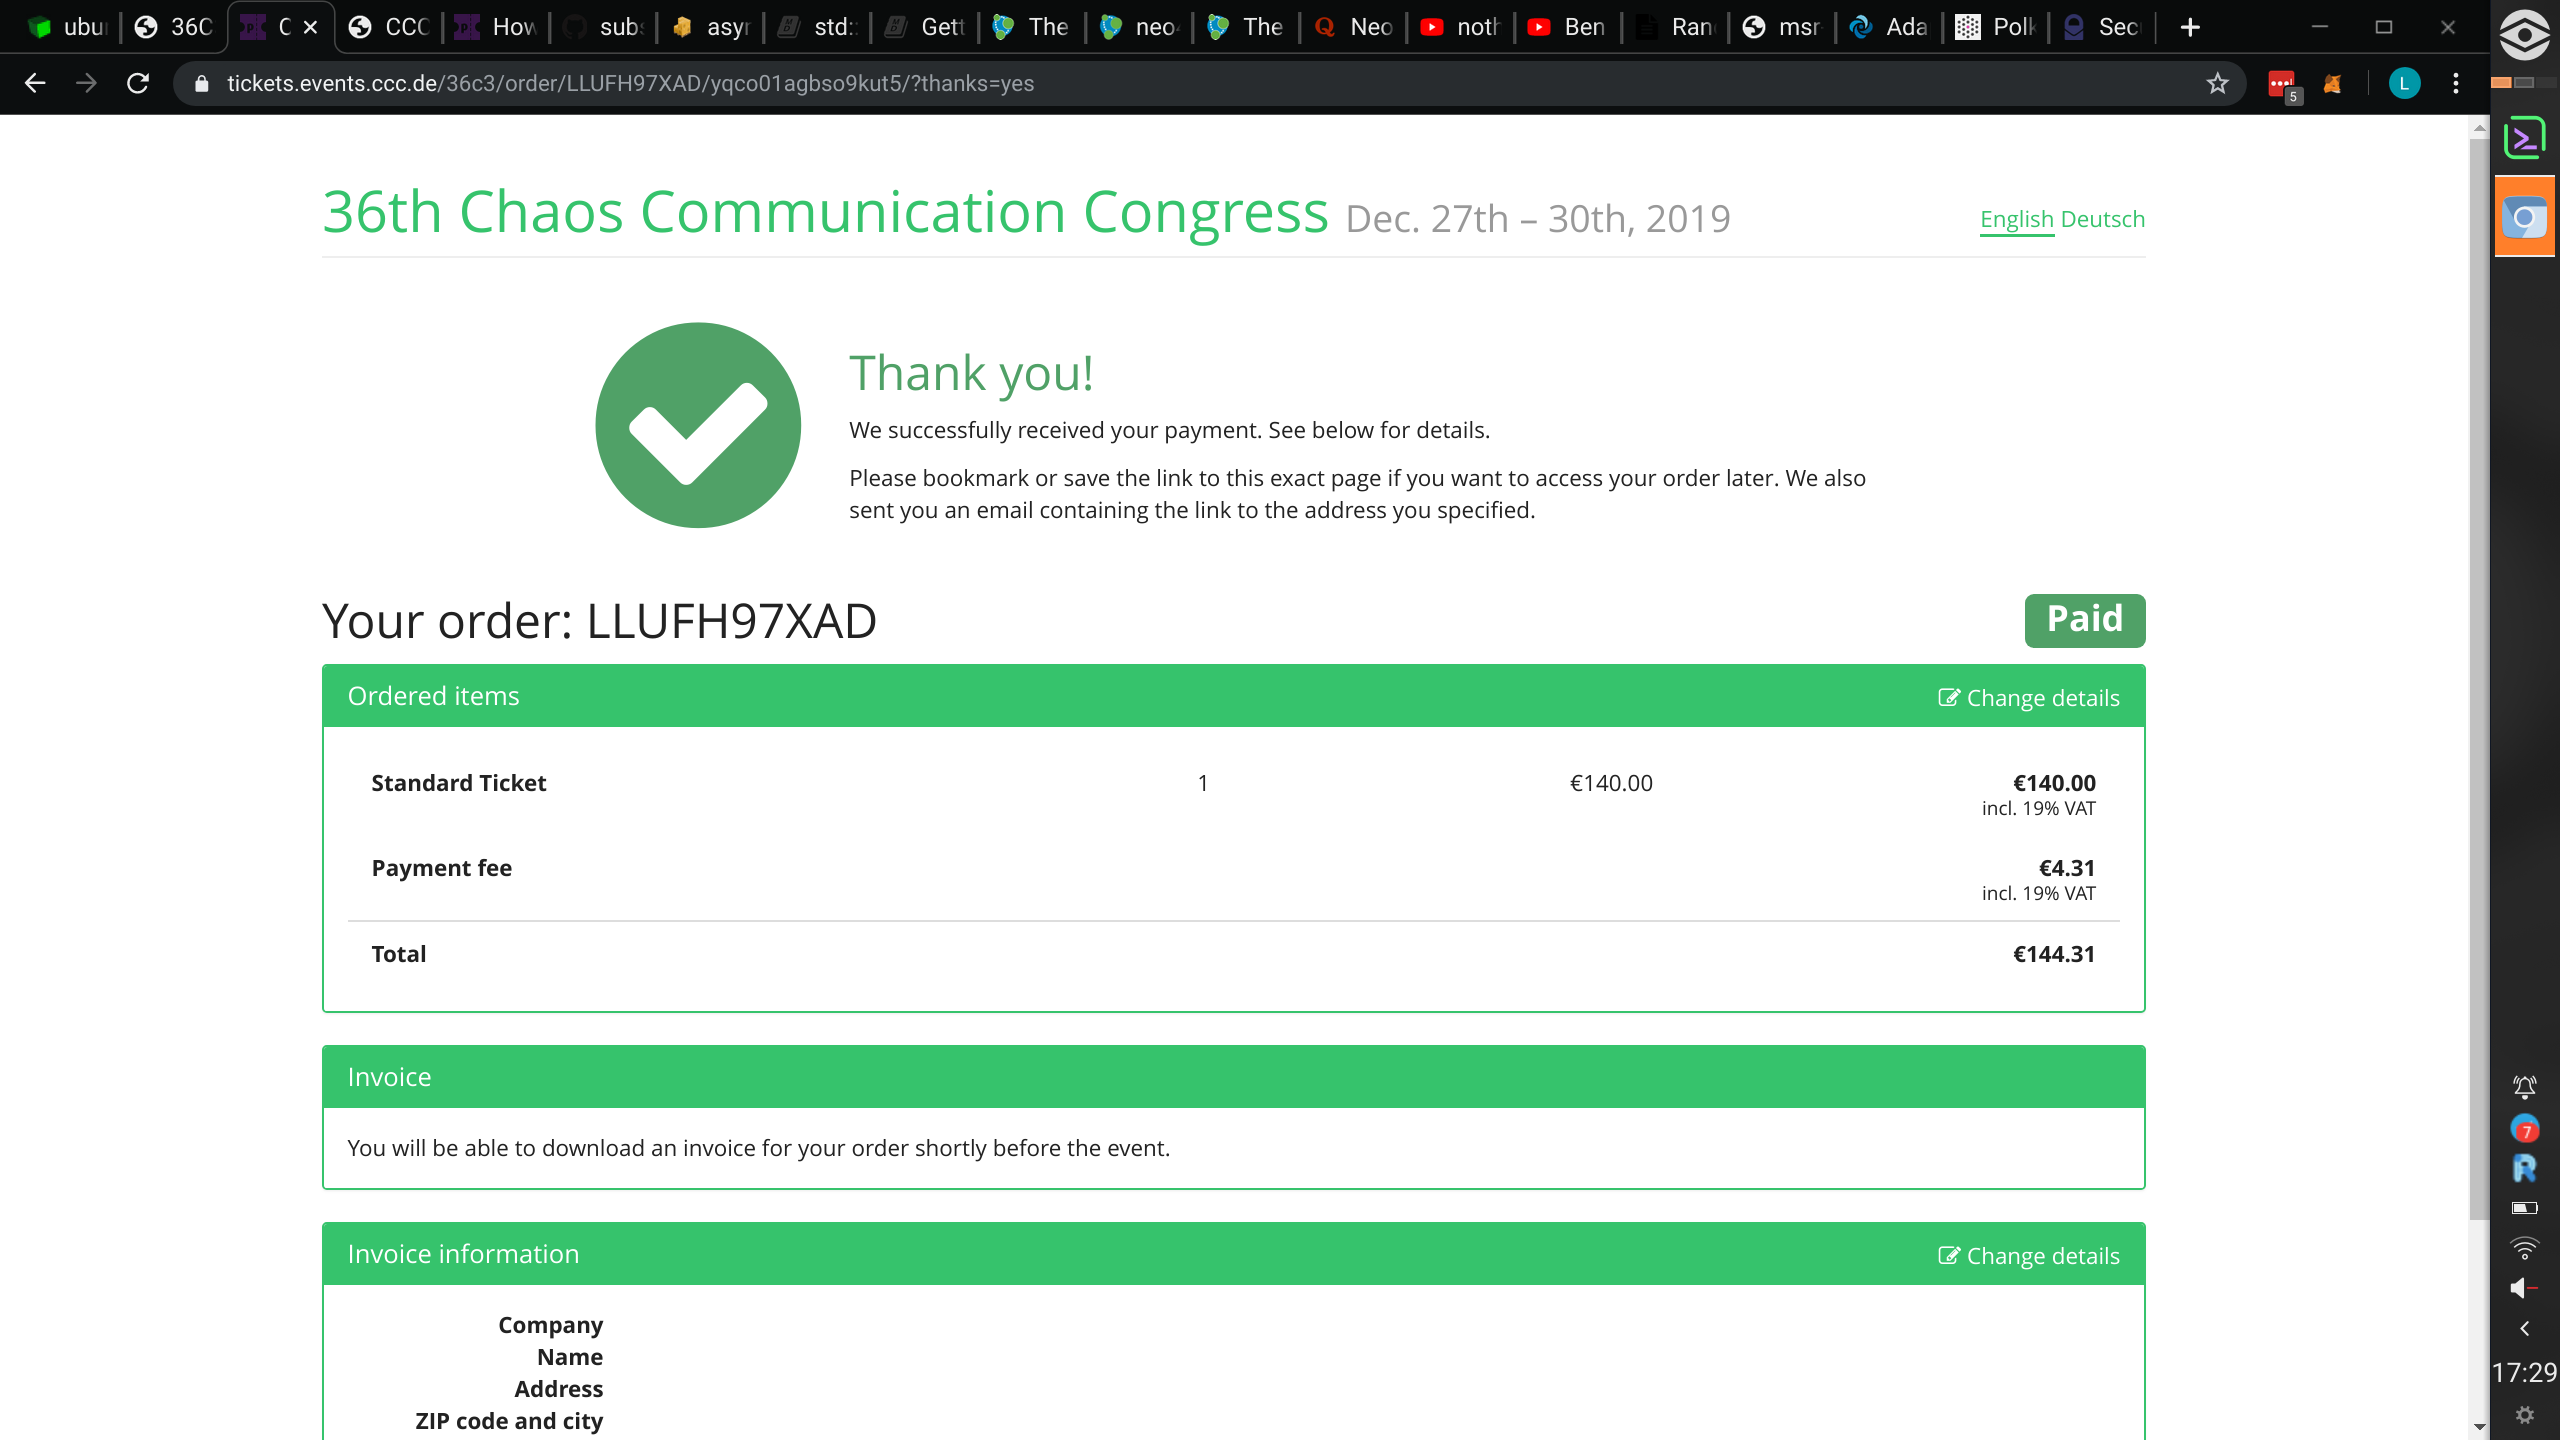 ubu
36C
C
CCC
How
sub
asyr
std::
Gett
The
neo
The
Neo
noth
Ben
Ran
msr
Ada
Polk
Sec
tickets.events.ccc.de/36c3/order/LLUFH97XAD/yqco01agbso9kut5/?thanks=yes
5
L
36th Chaos Communication Congress Dec. 27th – 30th, 2019
English Deutsch
Thank you!
We successfully received your payment. See below for details.
Please bookmark or save the link to this exact page if you want to access your order later. We also
sent you an email containing the link to the address you specified.
Your order: LLUFH97XAD
Paid
Ordered items
Change details
Standard Ticket 1 €140.00 €140.00
incl. 19% VAT
Payment fee €4.31
incl. 19% VAT
Total €144.31
Invoice
You will be able to download an invoice for your order shortly before the event.
Invoice information
Change details
Company
Name
Address
ZIP code and city
7
17:29